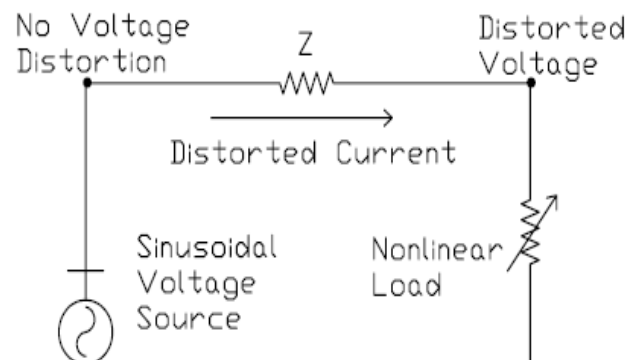 No Voltage
Distortion
Z
Distorted
Voltage
Distorted Current
Sinusoidal
Voltage
Source
Nonlinear
Load